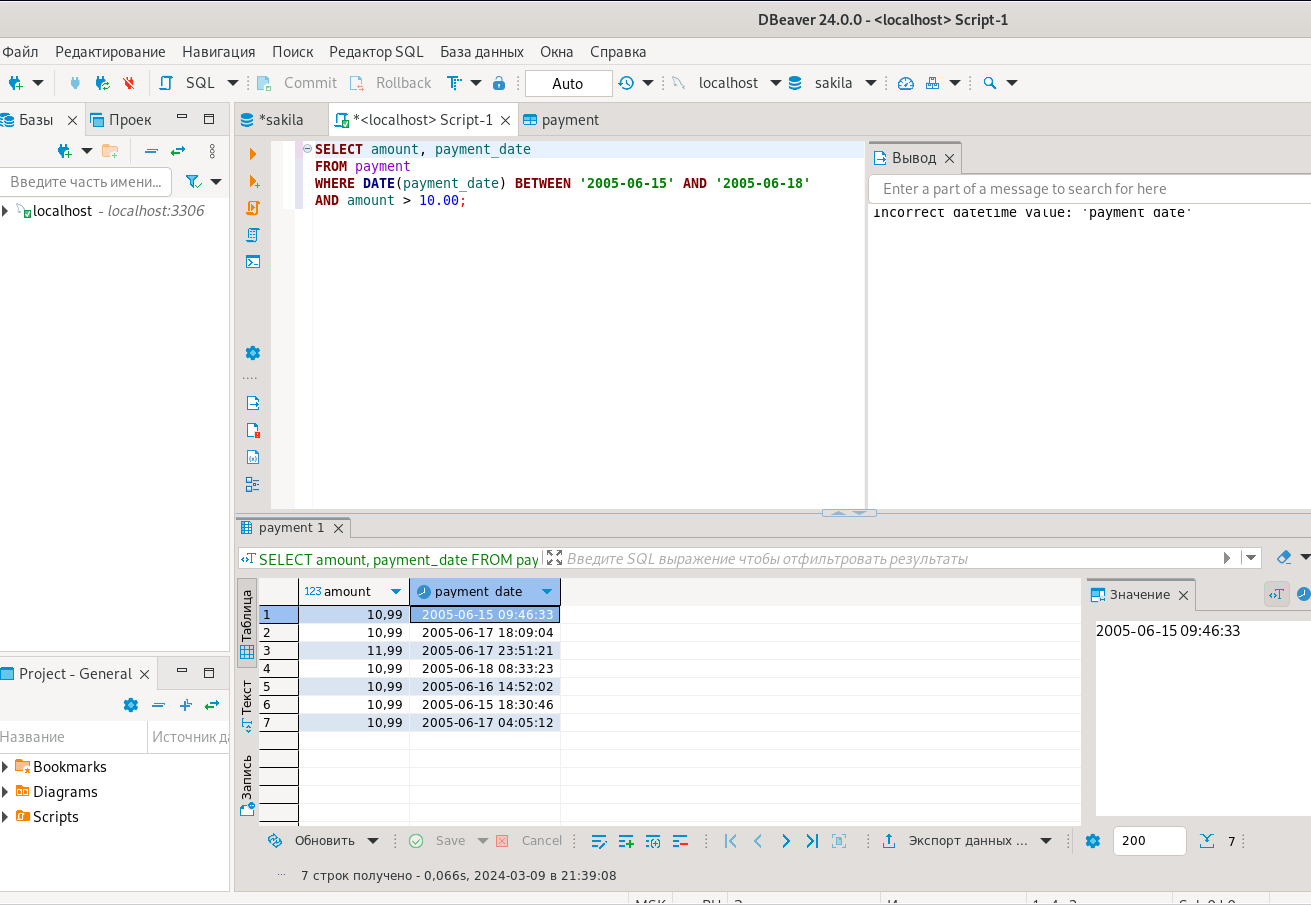 DBeaver 24.0.0 - <localhost> Script-1
Файл Редактирование Навигация Поиск Редактор SQL База данных Окна Справка
SQL Commit Rollback Auto localhost sakila
Базы Проек
*sakila *<localhost> Script-1 payment
Введите часть имени...
localhost - localhost:3306
SELECT amount, payment_date
FROM payment
WHERE DATE(payment_date) BETWEEN '2005-06-15' AND '2005-06-18'
AND amount > 10.00;
Вывод
Enter a part of a message to search for here
Incorrect datetime value: 'payment date'
Project - General
Название Источник да
Bookmarks
Diagrams
Scripts
payment 1
SELECT amount, payment_date FROM pay Введите SQL выражение чтобы отфильтровать результаты
Таблица
Текст
Запись
123 amount payment_date
1 10,99 2005-06-15 09:46:33
2 10,99 2005-06-17 18:09:04
3 11,99 2005-06-17 23:51:21
4 10,99 2005-06-18 08:33:23
5 10,99 2005-06-16 14:52:02
6 10,99 2005-06-15 18:30:46
7 10,99 2005-06-17 04:05:12
Значение
2005-06-15 09:46:33
Обновить Save Cancel Экспорт данных ... 200 7
7 строк получено - 0,066s, 2024-03-09 в 21:39:08